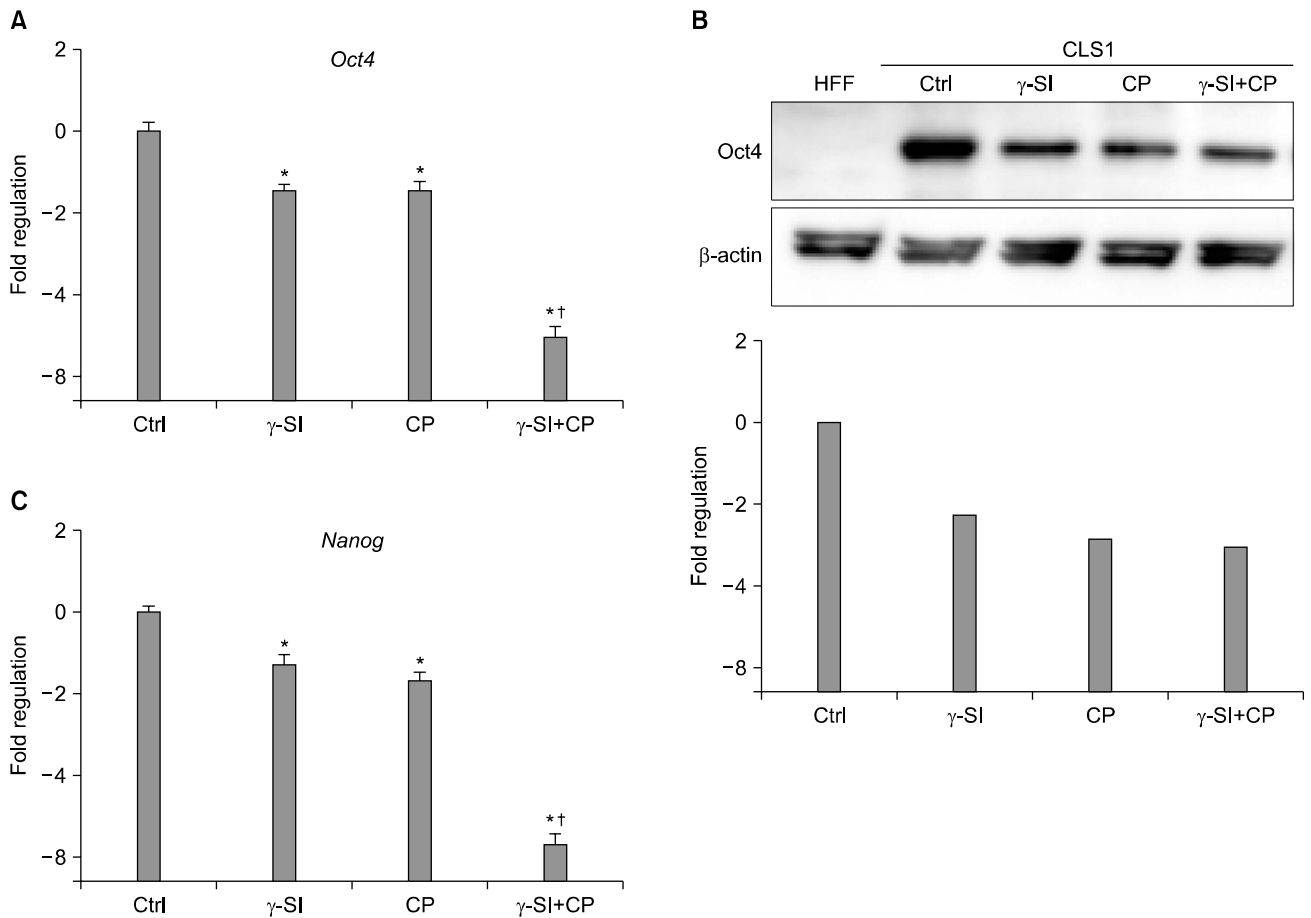 A
Oct4
Fold regulation
2
0
−2
−4
−8
Ctrl γ-SI CP γ-SI+CP
B
CLS1
HFF Ctrl γ-SI CP γ-SI+CP
Oct4
β-actin
Fold regulation
2
0
−2
−4
−8
Ctrl γ-SI CP γ-SI+CP
C
Nanog
Fold regulation
2
0
−2
−4
−8
Ctrl γ-SI CP γ-SI+CP
*
*
*†
*
*
*†